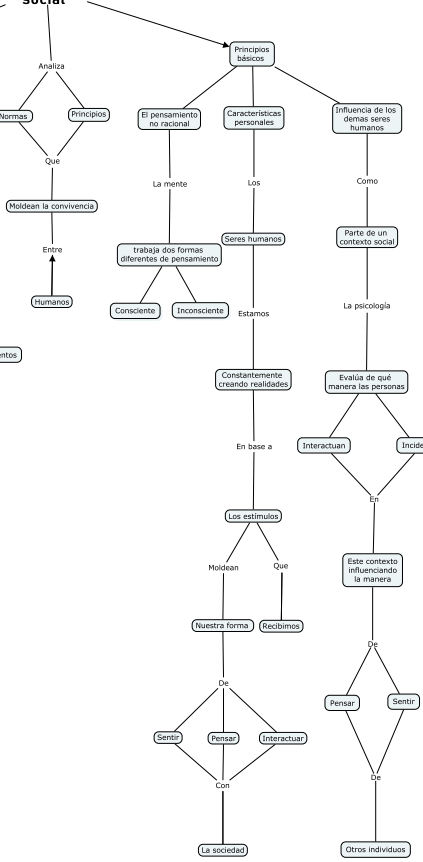 social
Analiza
Normas
Principios
Que
Moldean la convivencia
Entre
Humanos
entos
Principios
básicos
El pensamiento
no racional
La mente
trabaja dos formas
diferentes de pensamiento
Consciente
Inconsciente
Características
personales
Los
Seres humanos
Estamos
Constantemente
creando realidades
En base a
Los estímulos
Moldean
Que
Nuestra forma
Recibimos
De
Sentir
Pensar
Interactuar
Con
La sociedad
Influencia de los
demas seres
humanos
Como
Parte de un
contexto social
La psicología
Evalúa de qué
manera las personas
Interactuan
Incide
En
Este contexto
influenciando
la manera
De
Pensar
Sentir
De
Otros individuos